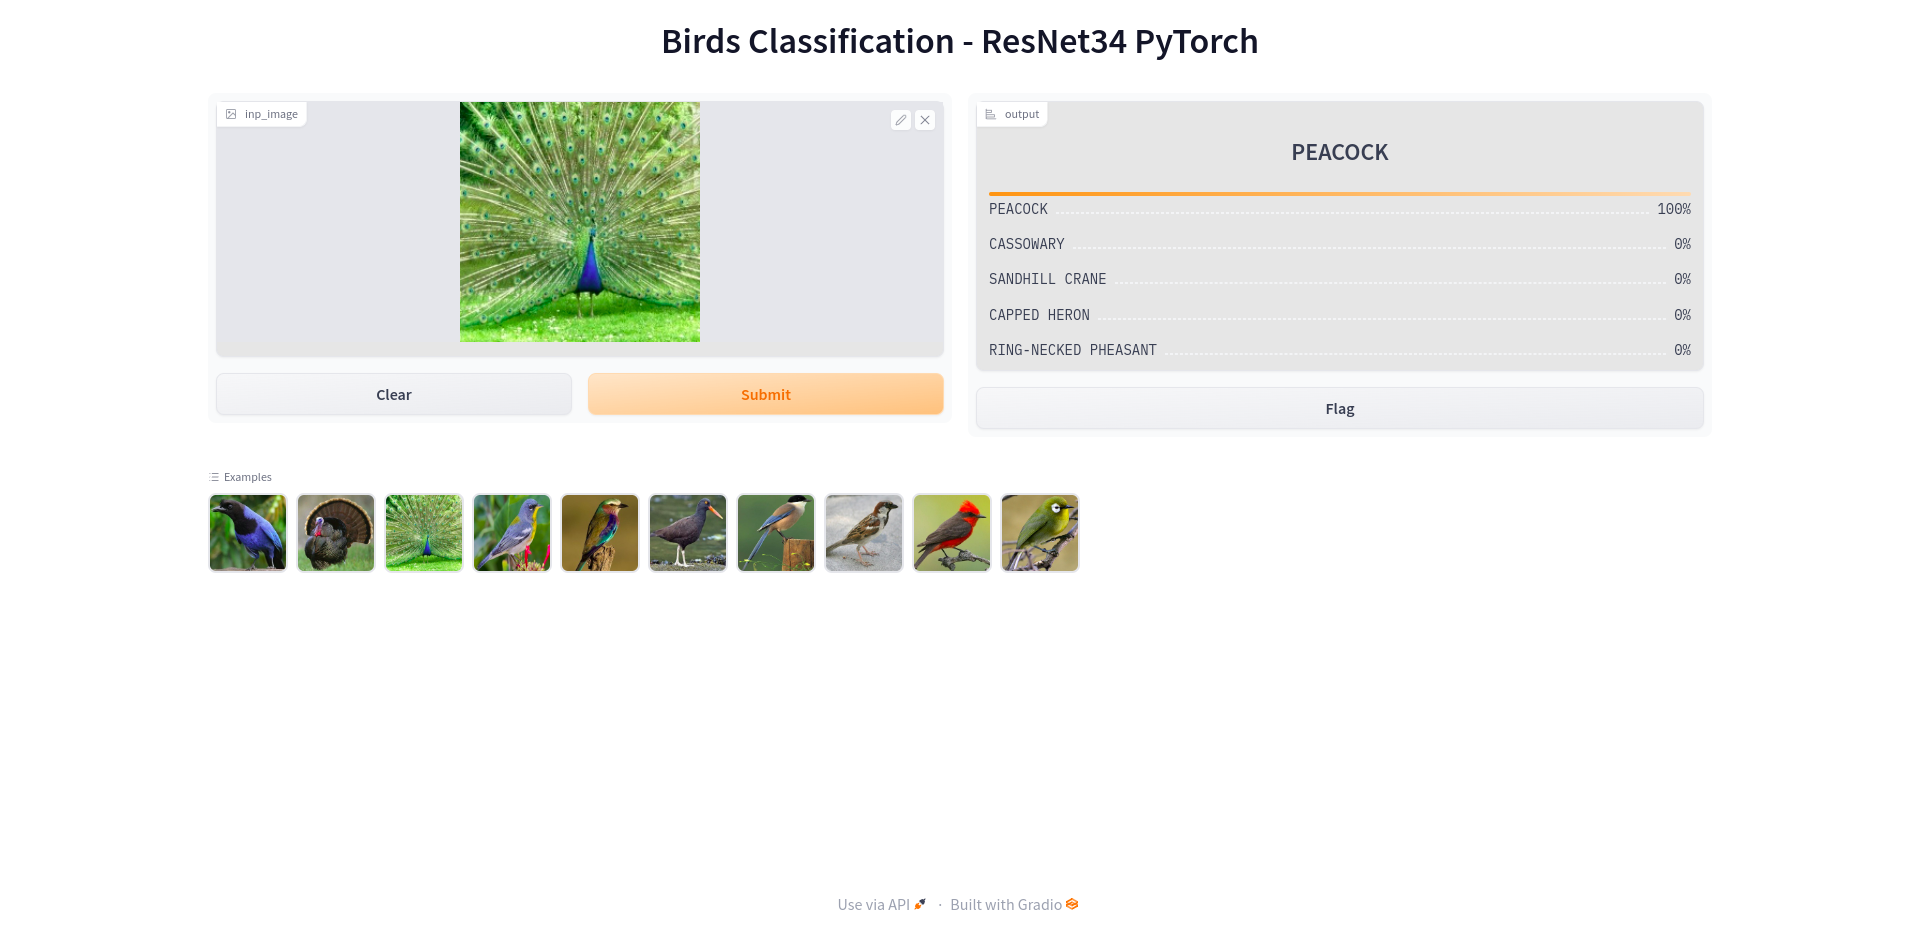 Birds Classification - ResNet34 PyTorch
inp_image
Clear
Submit
output
PEACOCK
PEACOCK 100%
CASSOWARY 0%
SANDHILL CRANE 0%
CAPPED HERON 0%
RING-NECKED PHEASANT 0%
Flag
Examples
Use via API · Built with Gradio